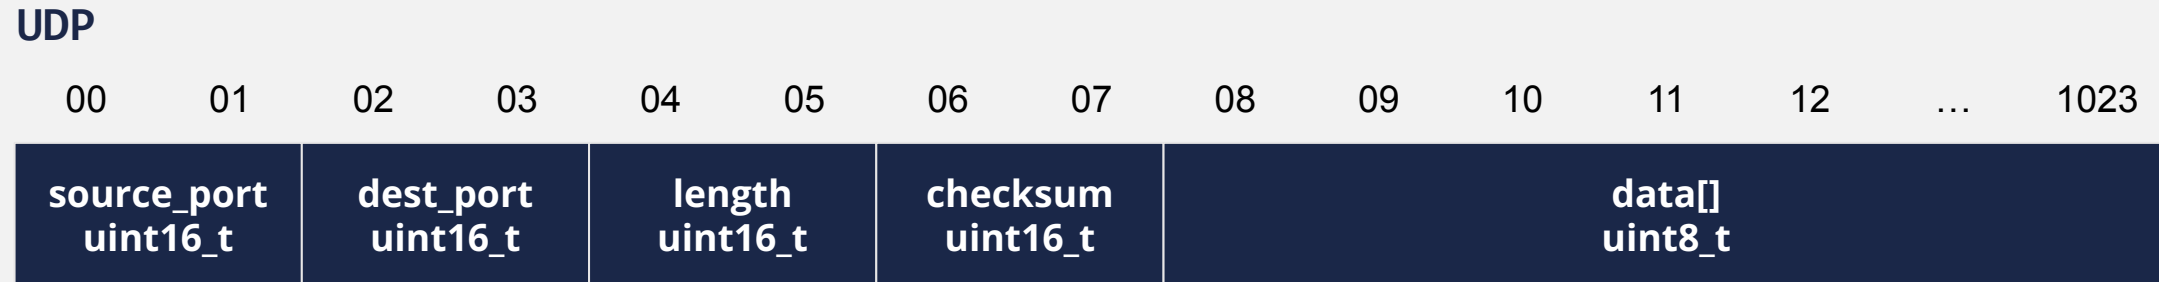 UDP
00 01 02 03 04 05 06 07 08 09 10 11 12 … 1023
source_port dest_port length checksum data[]
uint16_t uint16_t uint16_t uint16_t uint8_t